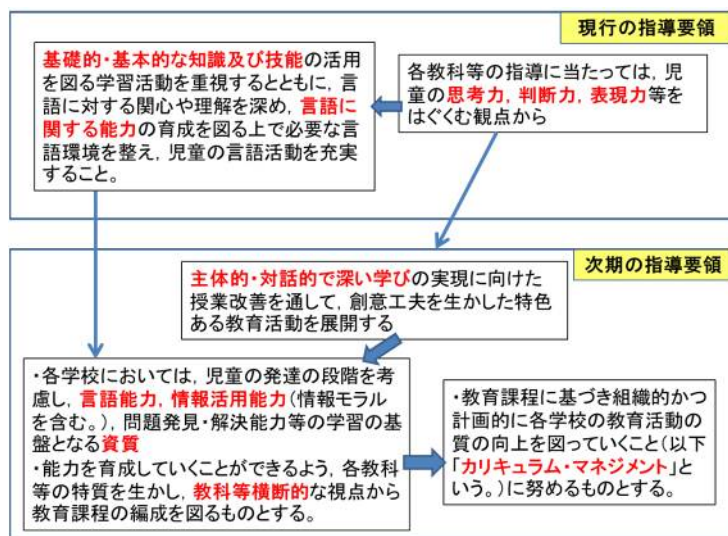 現行の指導要領
基礎的・基本的な知識及び技能の活用
を図る学習活動を重視するとともに，言
語に対する関心や理解を深め，言語に
関する能力の育成を図る上で必要な言
語環境を整え，児童の言語活動を充実
すること。
各教科等の指導に当たっては，児
童の思考力，判断力，表現力等を
はぐくむ観点から
次期の指導要領
主体的・対話的で深い学びの実現に向けた
授業改善を通して，創意工夫を生かした特色
ある教育活動を展開する
・各学校においては，児童の発達の段階を考
慮し，言語能力，情報活用能力（情報モラル
を含む。），問題発見・解決能力等の学習の基
盤となる資質
・能力を育成していくことができるよう，各教科
等の特質を生かし，教科等横断的な視点から
教育課程の編成を図るものとする。
・教育課程に基づき組織的かつ
計画的に各学校の教育活動の
質の向上を図っていくこと（以下
「カリキュラム・マネジメント」と
いう。）に努めるものとする。